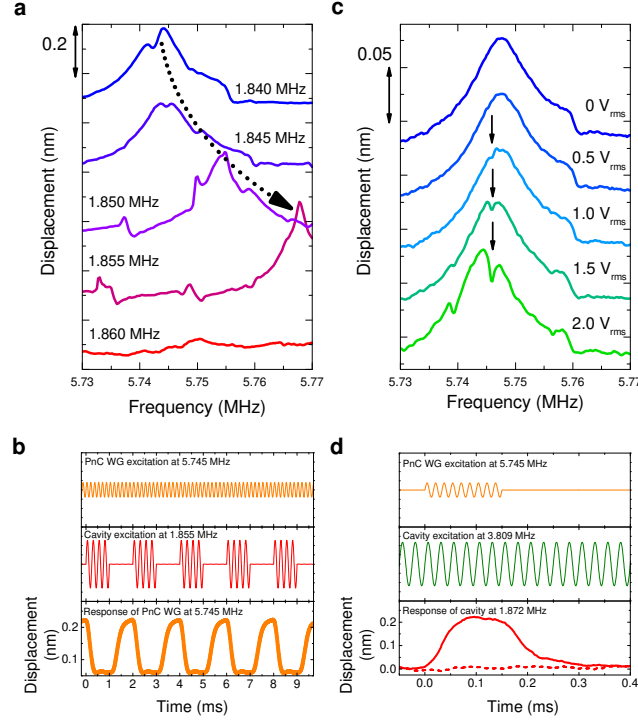 a
0.2
1.840 MHz
1.845 MHz
1.850 MHz
1.855 MHz
1.860 MHz
Displacement (nm)
5.73 5.74 5.75 5.76 5.77
Frequency (MHz)
c
0.05
0 Vrms
0.5 Vrms
1.0 Vrms
1.5 Vrms
2.0 Vrms
Displacement (nm)
5.73 5.74 5.75 5.76 5.77
Frequency (MHz)
b
PnC WG excitation at 5.745 MHz
Cavity excitation at 1.855 MHz
Response of PnC WG at 5.745 MHz
Displacement
(nm)
0.2
0.1
0 1 2 3 4 5 6 7 8 9
Time (ms)
d
PnC WG excitation at 5.745 MHz
Cavity excitation at 3.809 MHz
Response of cavity at 1.872 MHz
Displacement
(nm)
0.2
0.1
0.0
0.0 0.1 0.2 0.3 0.4
Time (ms)